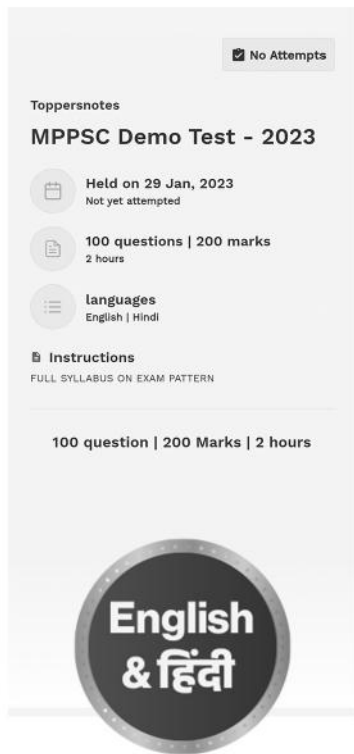 No Attempts
Toppersnotes
MPPSC Demo Test - 2023
Held on 29 Jan, 2023
Not yet attempted
100 questions | 200 marks
2 hours
languages
English | Hindi
Instructions
FULL SYLLABUS ON EXAM PATTERN
100 question | 200 Marks | 2 hours
English
& हिंदी